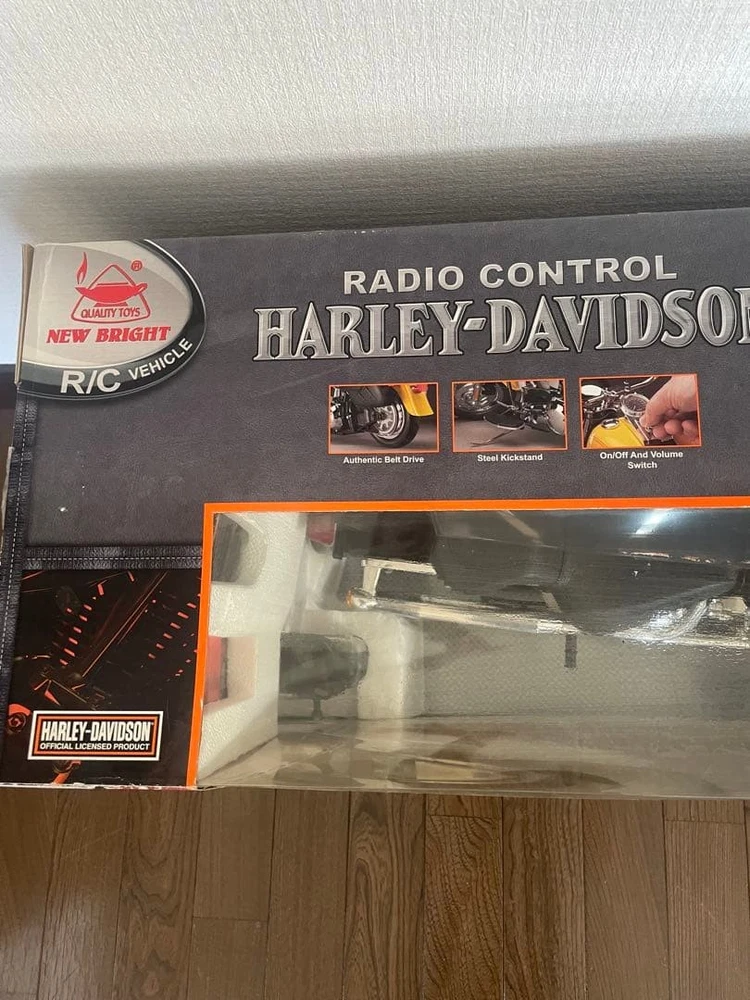 RADIO CONTROL
HARLEY-DAVIDSO
®
QUALITY TOYS
NEW BRIGHT
R/C VEHICLE
Authentic Belt Drive
Steel Kickstand
On/Off And Volume
Switch
HARLEY-DAVIDSON
OFFICIAL LICENSED PRODUCT